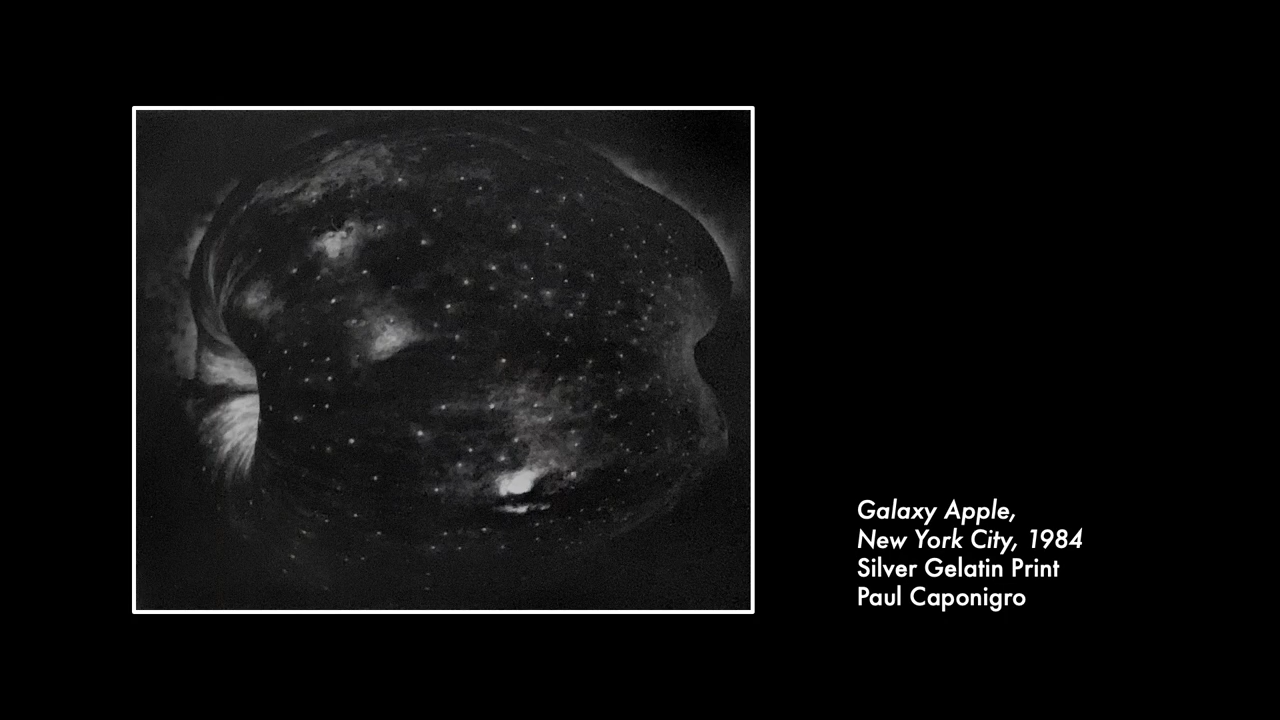 Galaxy Apple,
New York City, 1984
Silver Gelatin Print
Paul Caponigro